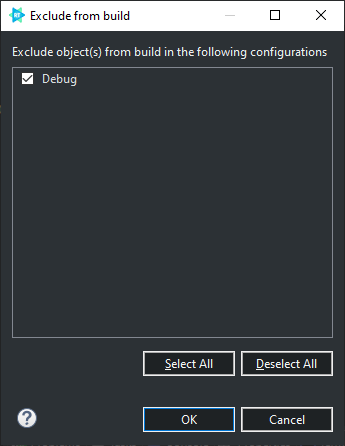 Exclude from build
Exclude object(s) from build in the following configurations
Debug
Select All
Deselect All
OK
Cancel